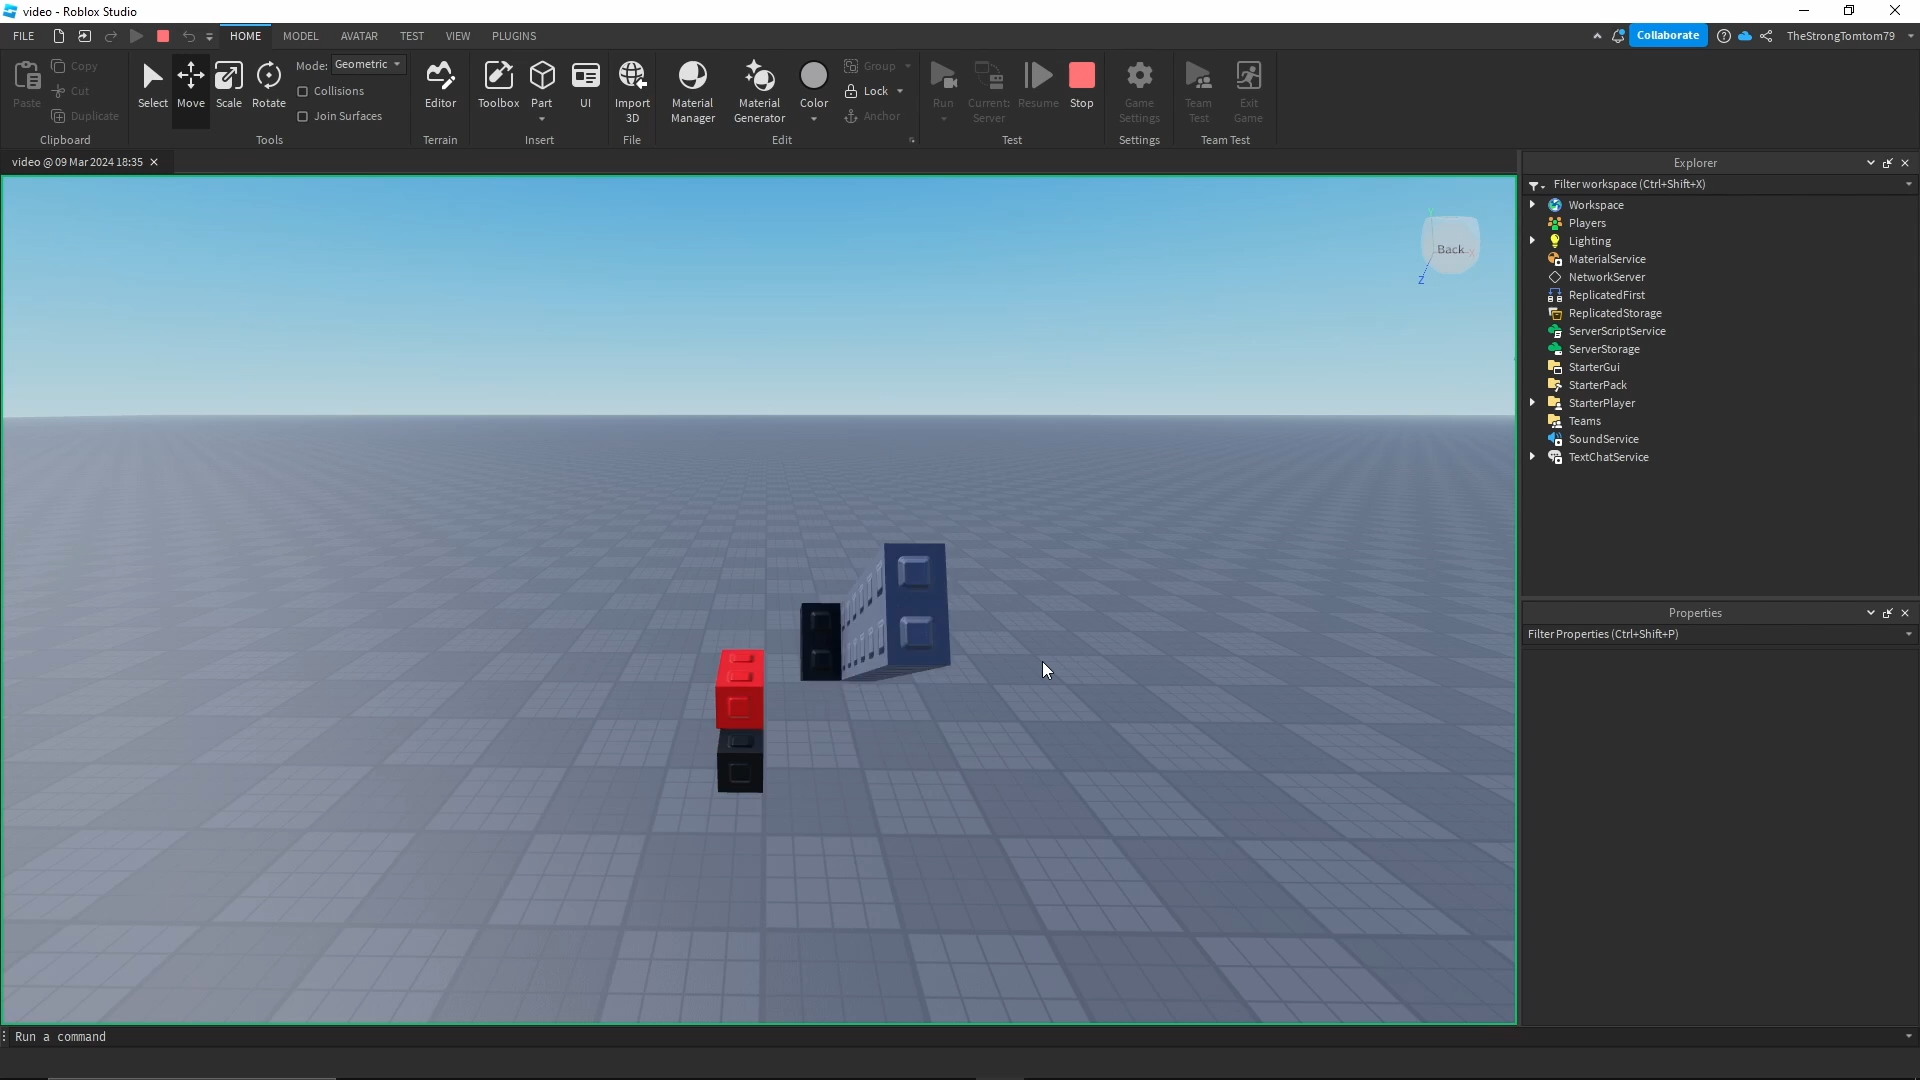 video - Roblox Studio
FILE HOME MODEL AVATAR TEST VIEW PLUGINS Collaborate TheStrongTomtom79
Paste Copy Cut Duplicate Clipboard
Select Move Scale Rotate Mode: Geometric Collisions Join Surfaces Tools
Editor Terrain
Toolbox Part UI Insert
Import 3D File
Material Manager Material Generator Color Group Lock Anchor Edit
Run Current: Server Resume Stop Test
Game Settings Settings
Team Test Exit Game Team Test
video @ 09 Mar 2024 18:35
Back
X
Y
Z
Explorer
Filter workspace (Ctrl+Shift+X)
Workspace
Players
Lighting
MaterialService
NetworkServer
ReplicatedFirst
ReplicatedStorage
ServerScriptService
ServerStorage
StarterGui
StarterPack
StarterPlayer
Teams
SoundService
TextChatService
Properties
Filter Properties (Ctrl+Shift+P)
Run a command